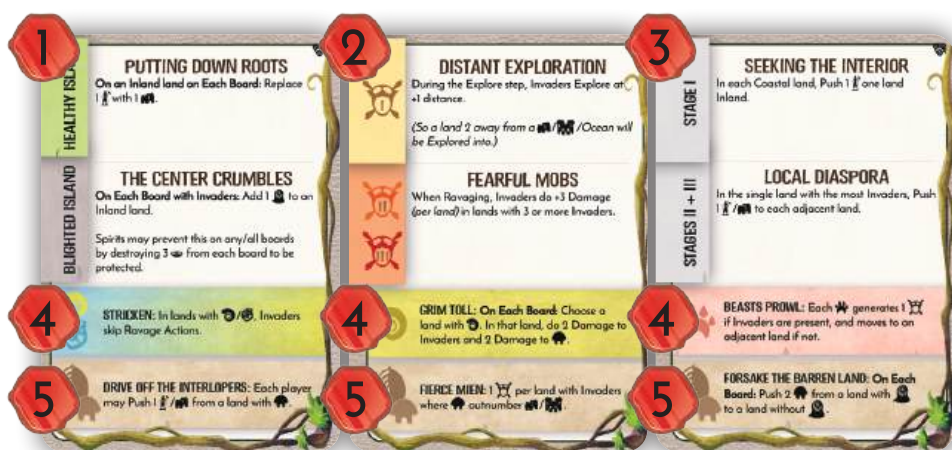 1
HEALTHY ISLA
PUTTING DOWN ROOTS
On an Inland land on Each Board: Replace
1 with 1 .
BLIGHTED ISLAND
THE CENTER CRUMBLES
On Each Board with Invaders: Add 1 to an
Inland land.
Spirits may prevent this on any/all boards
by destroying 3 from each board to be
protected.
4
STRICKEN: In lands with / , Invaders
skip Ravage Actions.
5
DRIVE OFF THE INTERLOPERS: Each player
may Push 1 / from a land with .
2
I
DISTANT EXPLORATION
During the Explore step, Invaders Explore at
+1 distance.
(So a land 2 away from a / /Ocean will
be Explored into.)
II
III
FEARFUL MOBS
When Ravaging, Invaders do +3 Damage
(per land) in lands with 3 or more Invaders.
4
GRIM TOLL: On Each Board: Choose a
land with . In that land, do 2 Damage to
Invaders and 2 Damage to .
5
FIERCE MIEN: 1 per land with Invaders
where outnumber / .
3
STAGE I
SEEKING THE INTERIOR
In each Coastal land, Push 1 one land
Inland.
STAGES II + III
LOCAL DIASPORA
In the single land with the most Invaders, Push
1 / to each adjacent land.
4
BEASTS PROWL: Each generates 1
if Invaders are present, and moves to an
adjacent land if not.
5
FORSAKE THE BARREN LAND: On Each
Board: Push 2 from a land with
to a land without .